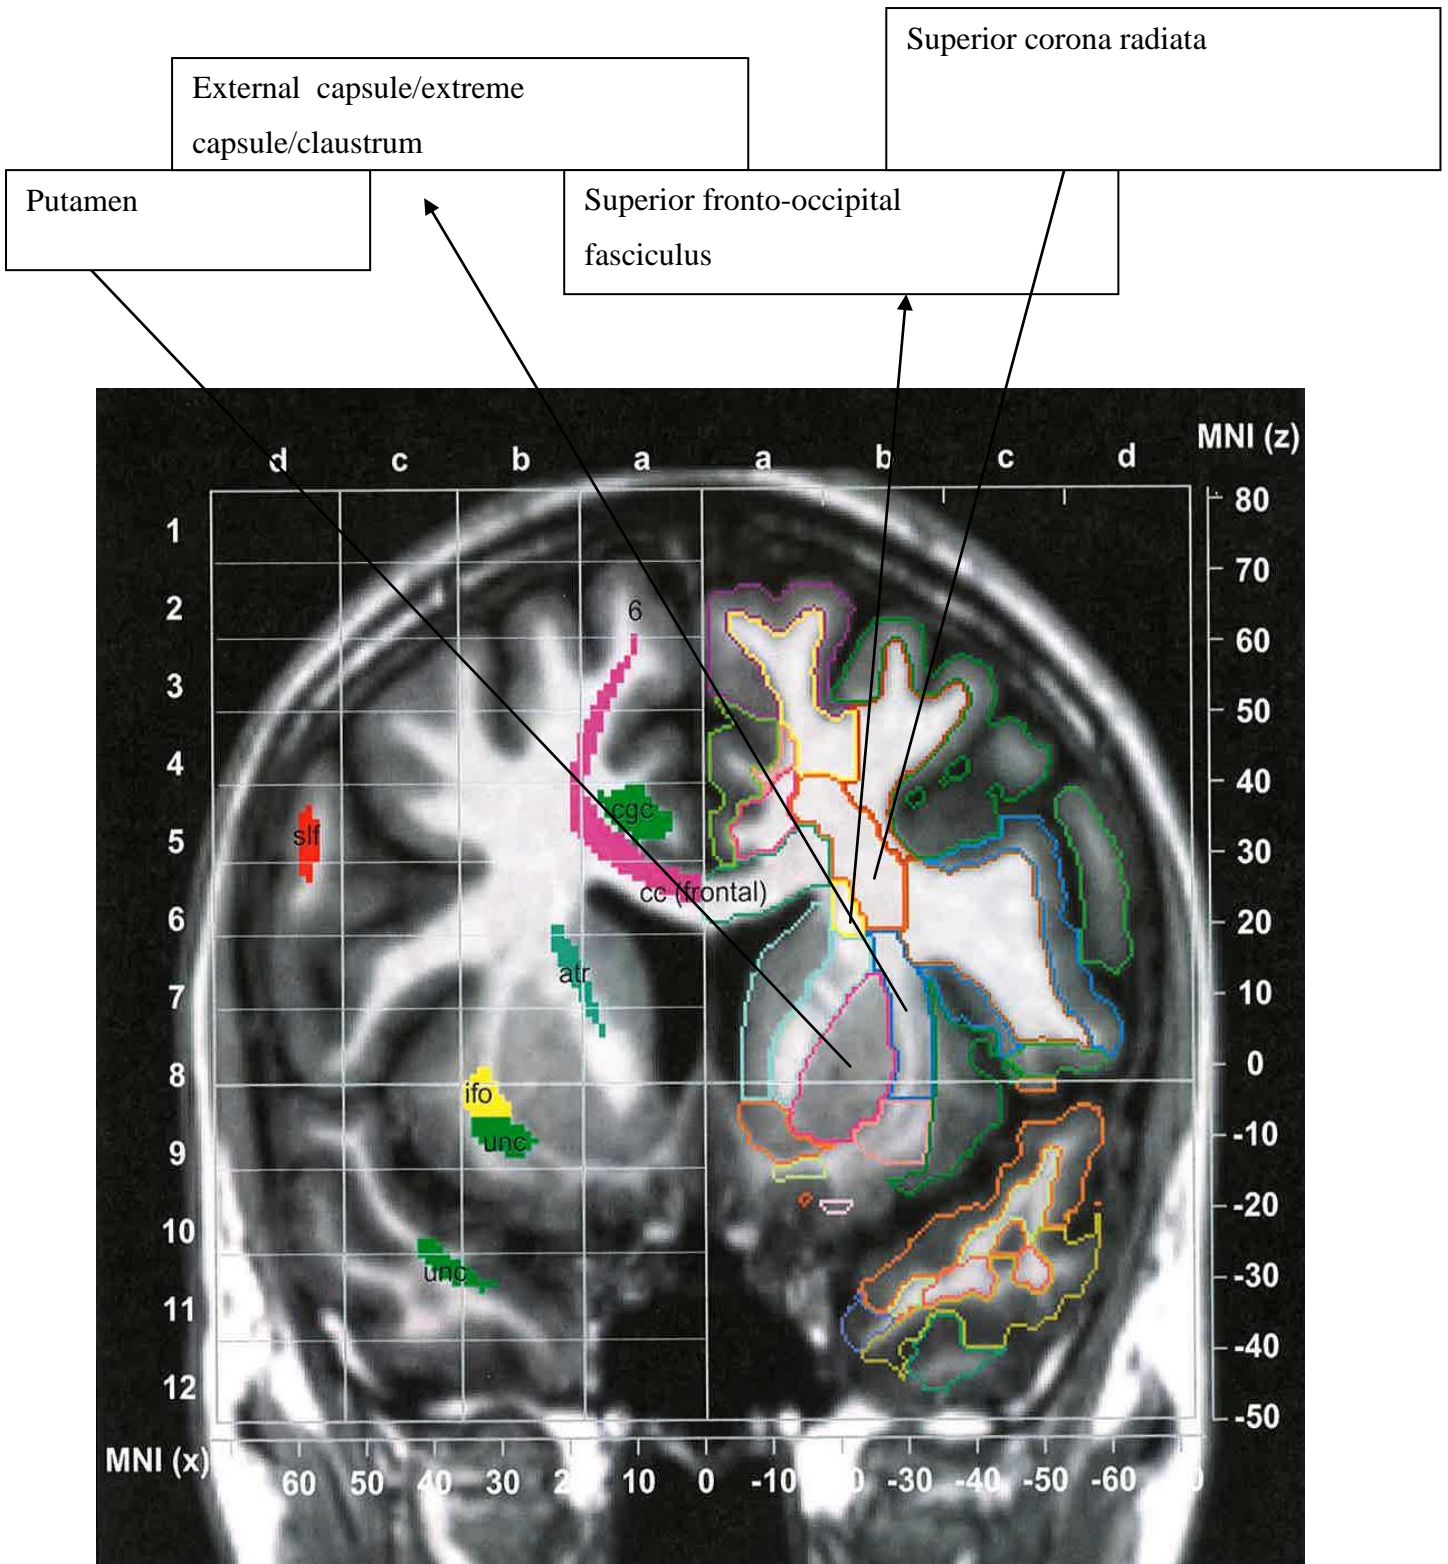 Superior corona radiata
External capsule/extreme
capsule/claustrum
Putamen
Superior fronto-occipital
fasciculus
MNI (z)
d c b a a b c d
80
1
70
2
6
60
3
50
4
40
cgc
slf
5
30
cc (frontal)
6
20
atr
7
10
0
8
ifo
unc
-10
9
-20
10
unc
-30
11
-40
12
-50
MNI (x)
60 50 40 30 10 0 -10 -30 -40 -50 -60